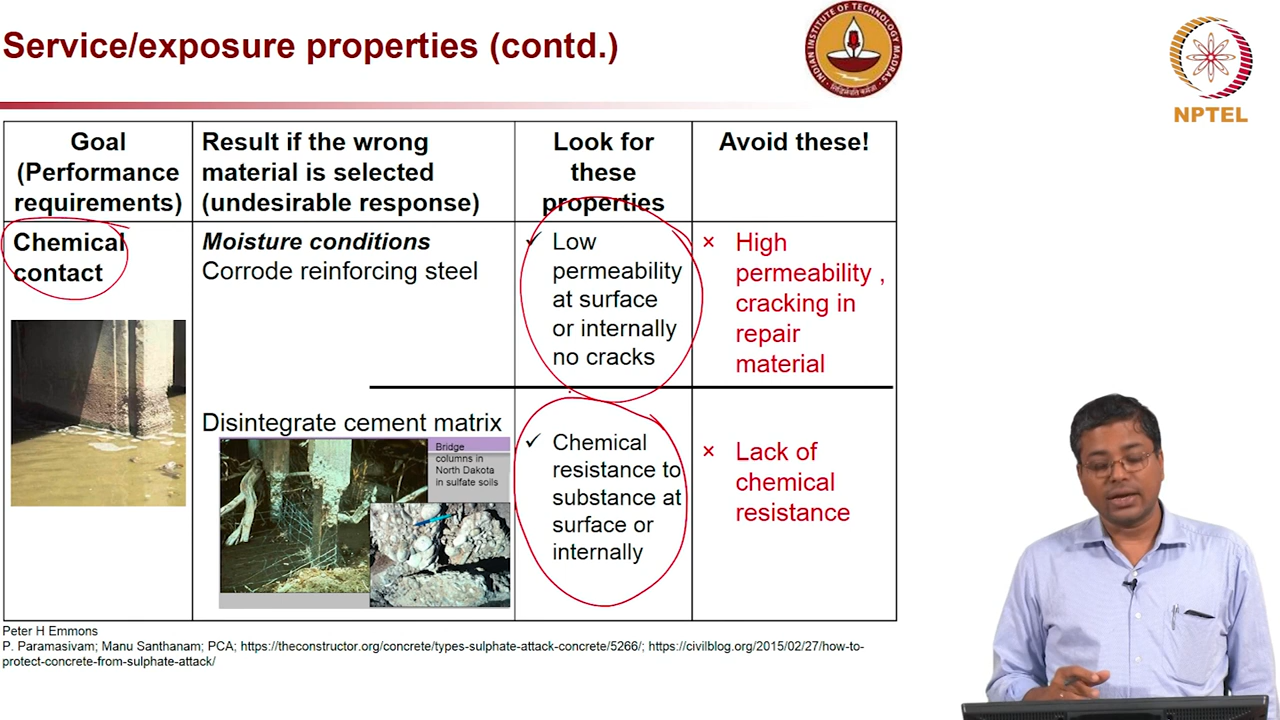 Service/exposure properties (contd.)
INDIAN INSTITUTE OF TECHNOLOGY MADRAS
NPTEL
Goal
(Performance
requirements)
Result if the wrong
material is selected
(undesirable response)
Look for
these
properties
Avoid these!
Chemical
contact
Moisture conditions
Corrode reinforcing steel
✓ Low
permeability
at surface
or internally
no cracks
× High
permeability ,
cracking in
repair
material
Disintegrate cement matrix
Bridge
columns in
North Dakota
in sulfate soils
✓ Chemical
resistance to
substance at
surface or
internally
× Lack of
chemical
resistance
Peter H Emmons
P. Paramasivam; Manu Santhanam; PCA; https://theconstructor.org/concrete/types-sulphate-attack-concrete/5266/; https://civilblog.org/2015/02/27/how-to-
protect-concrete-from-sulphate-attack/